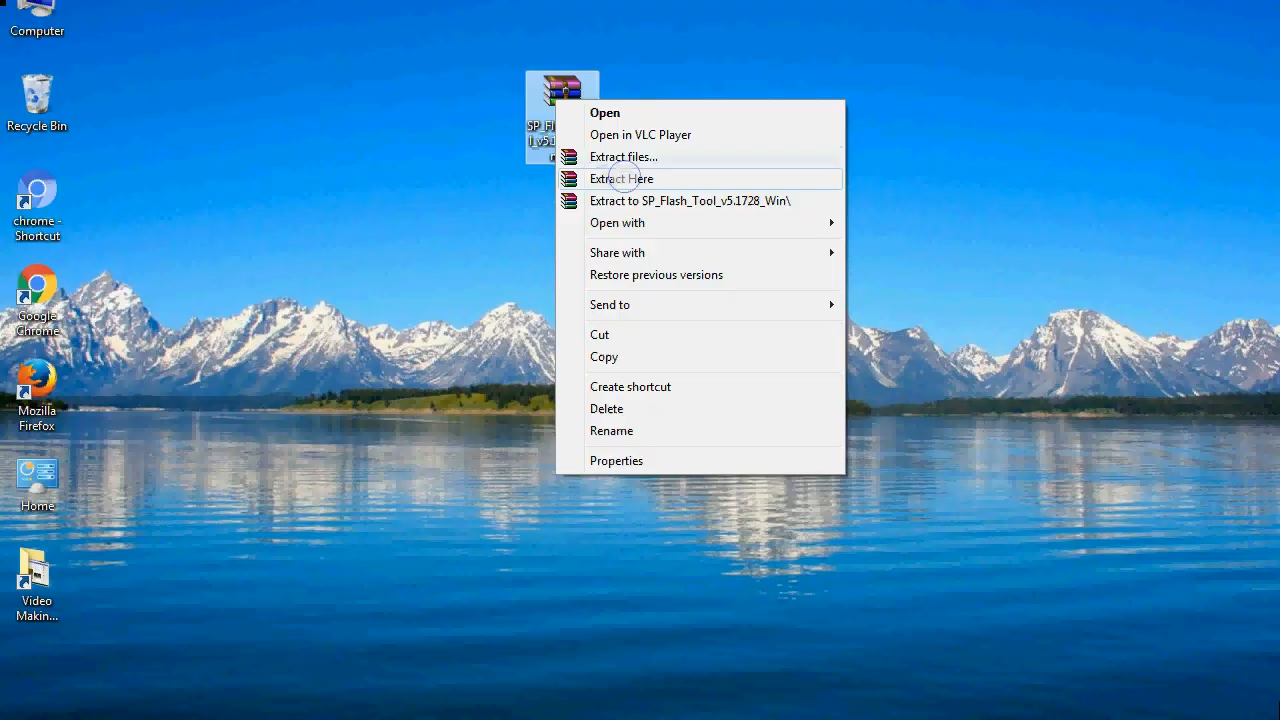 Computer
Recycle Bin
chrome -
Shortcut
Google
Chrome
Mozilla
Firefox
Home
Video
Makin...
SP_Fl
l_v5.1
Open
Open in VLC Player
Extract files...
Extract Here
Extract to SP_Flash_Tool_v5.1728_Win\
Open with
Share with
Restore previous versions
Send to
Cut
Copy
Create shortcut
Delete
Rename
Properties